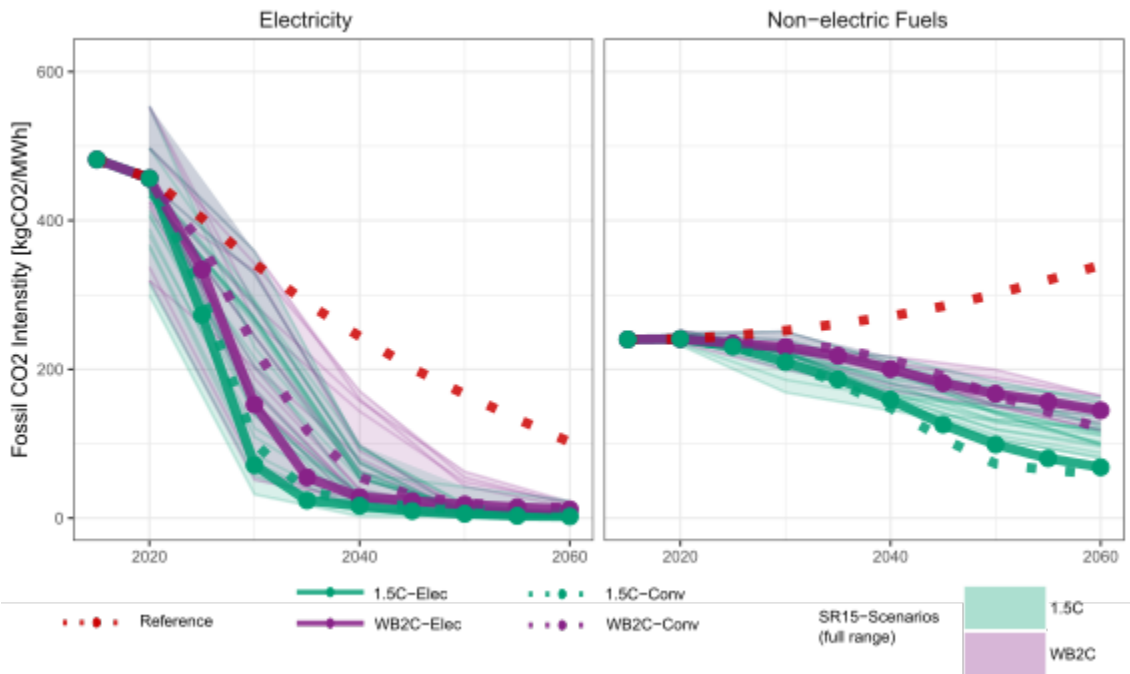 Electricity
Non−electric Fuels
Fossil CO2 Intenstity [kgCO2/MWh]
600
400
200
0
2020
2040
2060
2020
2040
2060
Reference
1.5C−Elec
WB2C−Elec
1.5C−Conv
WB2C−Conv
SR15−Scenarios
(full range)
1.5C
WB2C